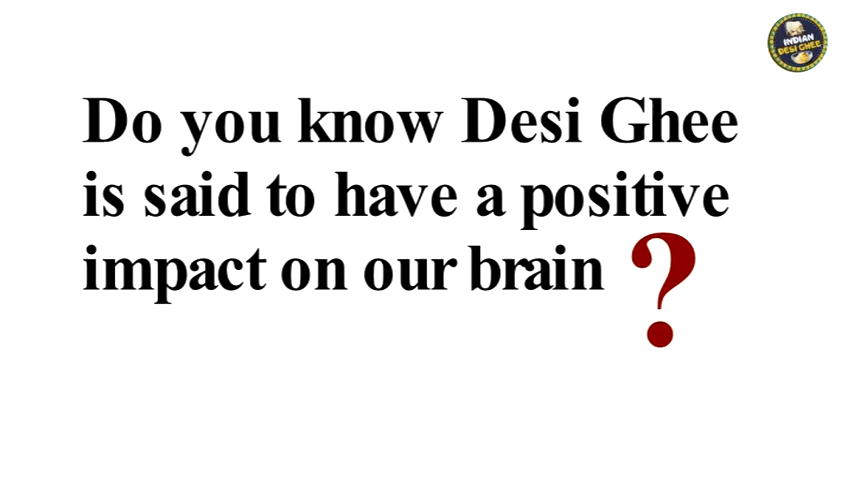 INDIAN
DESI GHEE
Do you know Desi Ghee
is said to have a positive
impact on our brain ?